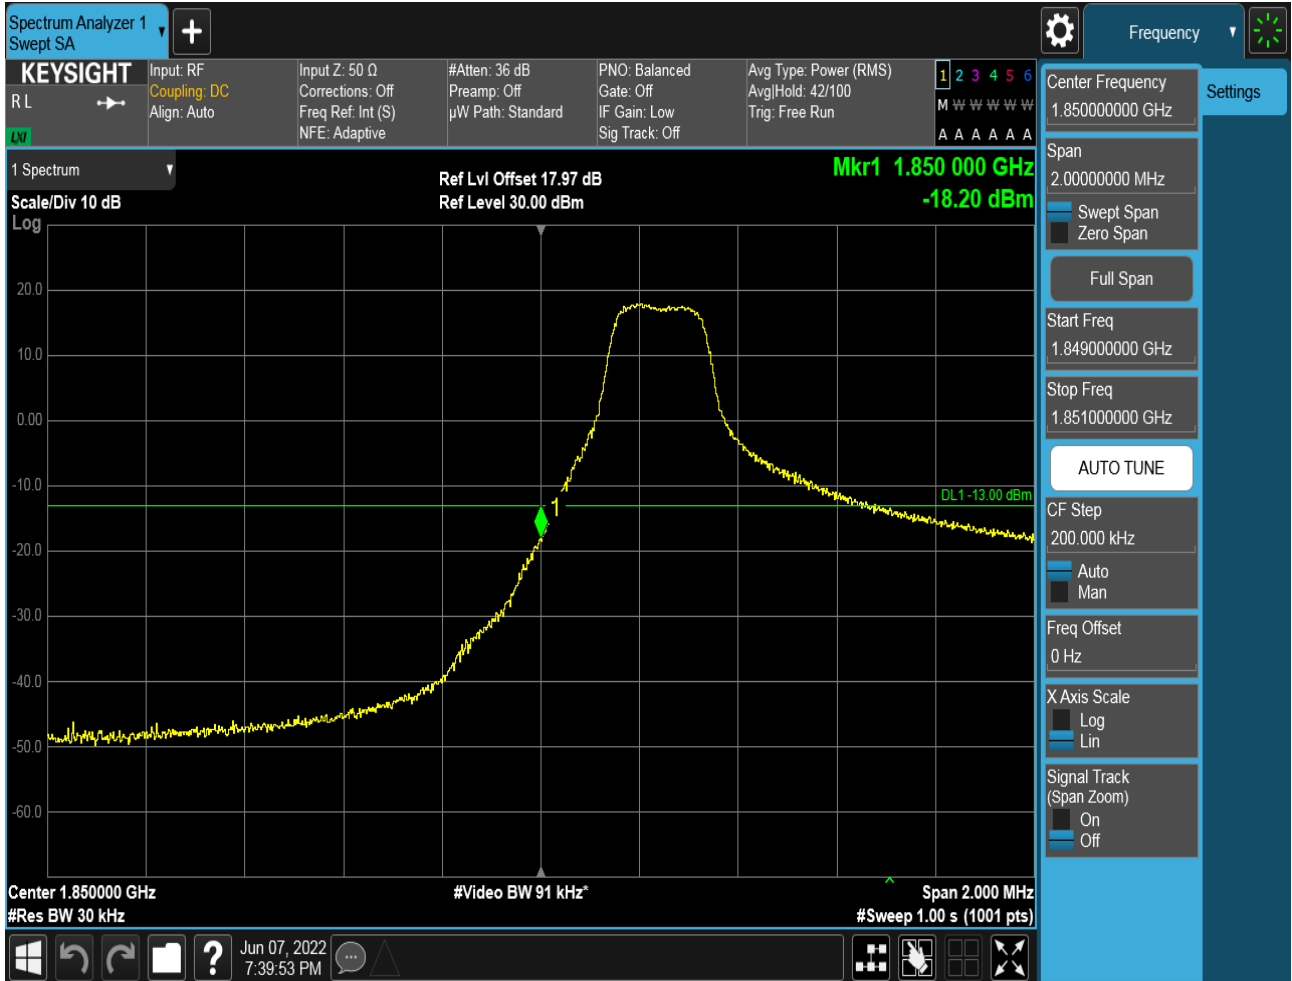 Spectrum Analyzer 1
Swept SA
Frequency
KEYSIGHT
R L
LXI
Input: RF
Coupling: DC
Align: Auto
Input Z: 50 Ω
Corrections: Off
Freq Ref: Int (S)
NFE: Adaptive
#Atten: 36 dB
Preamp: Off
µW Path: Standard
PNO: Balanced
Gate: Off
IF Gain: Low
Sig Track: Off
Avg Type: Power (RMS)
Avg|Hold: 42/100
Trig: Free Run
1 2 3 4 5 6
M W W W W W
A A A A A A
1 Spectrum
Scale/Div 10 dB
Log
Ref Lvl Offset 17.97 dB
Ref Level 30.00 dBm
Mkr1 1.850 000 GHz
-18.20 dBm
20.0
10.0
0.00
-10.0
-20.0
-30.0
-40.0
-50.0
-60.0
DL1 -13.00 dBm
1
Center 1.850000 GHz
#Res BW 30 kHz
#Video BW 91 kHz*
Span 2.000 MHz
#Sweep 1.00 s (1001 pts)
Center Frequency
1.850000000 GHz
Span
2.00000000 MHz
Swept Span
Zero Span
Full Span
Start Freq
1.849000000 GHz
Stop Freq
1.851000000 GHz
AUTO TUNE
CF Step
200.000 kHz
Auto
Man
Freq Offset
0 Hz
X Axis Scale
Log
Lin
Signal Track
(Span Zoom)
On
Off
Settings
?
Jun 07, 2022
7:39:53 PM